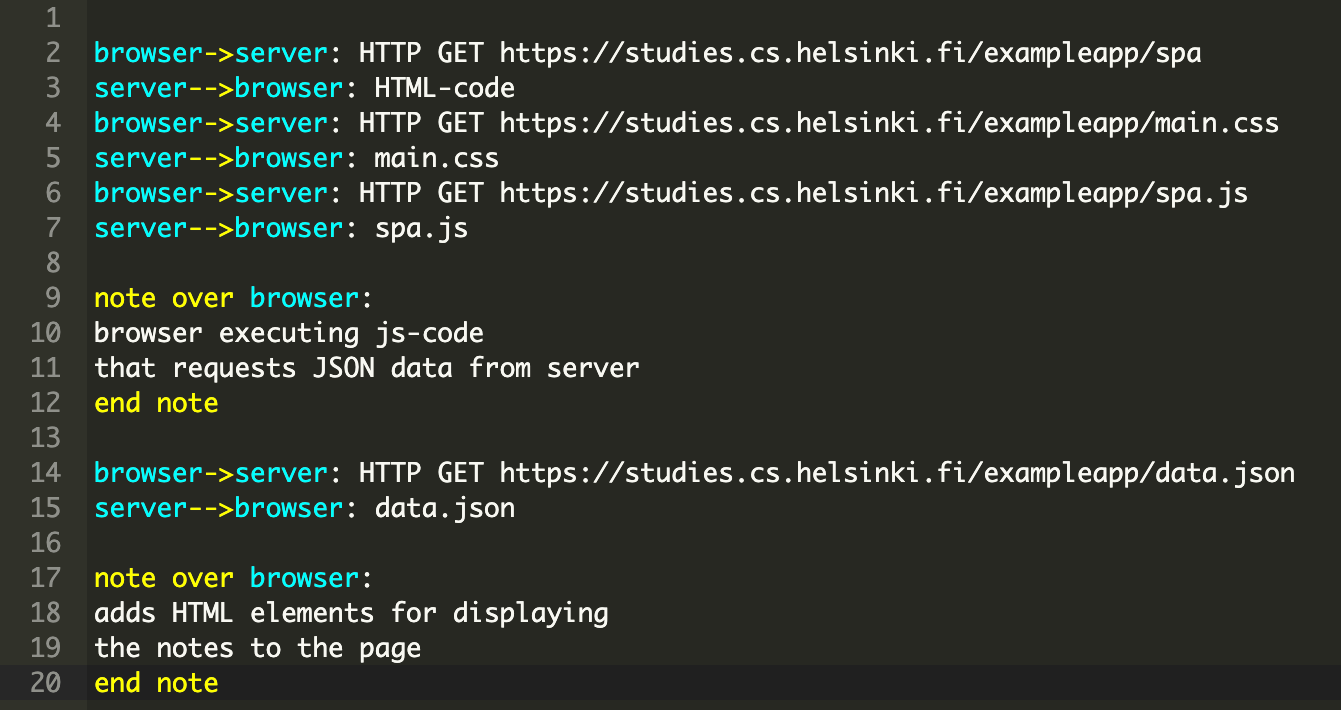 1
2 browser->server: HTTP GET https://studies.cs.helsinki.fi/exampleapp/spa
3 server-->browser: HTML-code
4 browser->server: HTTP GET https://studies.cs.helsinki.fi/exampleapp/main.css
5 server-->browser: main.css
6 browser->server: HTTP GET https://studies.cs.helsinki.fi/exampleapp/spa.js
7 server-->browser: spa.js
8
9 note over browser:
10 browser executing js-code
11 that requests JSON data from server
12 end note
13
14 browser->server: HTTP GET https://studies.cs.helsinki.fi/exampleapp/data.json
15 server-->browser: data.json
16
17 note over browser:
18 adds HTML elements for displaying
19 the notes to the page
20 end note